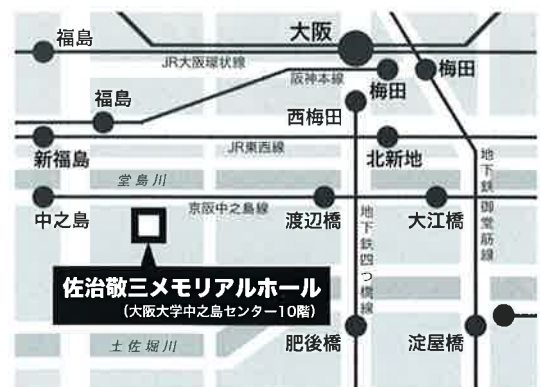 大阪
福島
JR大阪環状線
阪神本線
梅田
梅田
福島
西梅田
新福島
JR東西線
北新地
堂島川
中之島
京阪中之島線
渡辺橋
大江橋
地下鉄御堂筋線
地下鉄四つ橋線
佐治敬三メモリアルホール
(大阪大学中之島センター10階)
土佐堀川
肥後橋
淀屋橋